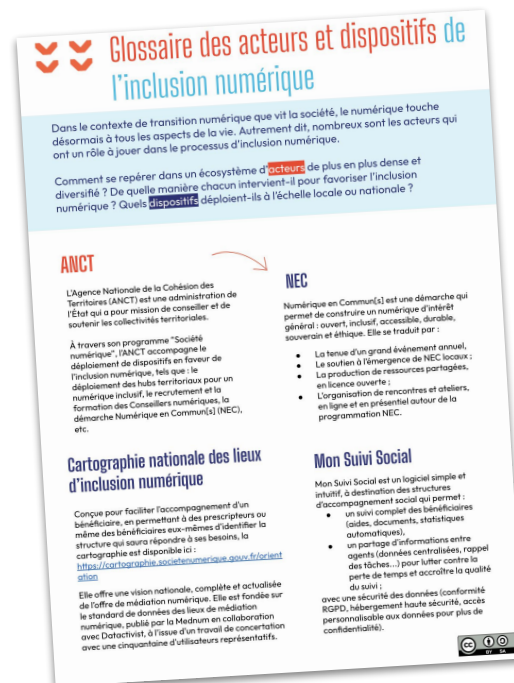 Glossaire des acteurs et dispositifs de
l'inclusion numérique
Dans le contexte de transition numérique que vit la société, le numérique touche
désormais à tous les aspects de la vie. Autrement dit, nombreux sont les acteurs qui
ont un rôle à jouer dans le processus d'inclusion numérique.
Comment se repérer dans un écosystème d'acteurs de plus en plus dense et
diversifié ? De quelle manière chacun intervient-il pour favoriser l'inclusion
numérique ? Quels dispositifs déploient-ils à l'échelle locale ou nationale ?
ANCT
L'Agence Nationale de la Cohésion des
Territoires (ANCT) est une administration de
l'État qui a pour mission de conseiller et de
soutenir les collectivités territoriales.
À travers son programme "Société
numérique", l'ANCT accompagne le
déploiement de dispositifs en faveur de
l'inclusion numérique, tels que : le
déploiement des hubs territoriaux pour un
numérique inclusif, le recrutement et la
formation des Conseillers numériques, la
démarche Numérique en Commun[s] (NEC),
etc.
NEC
Numérique en Commun[s] est une démarche qui
permet de construire un numérique d'intérêt
général : ouvert, inclusif, accessible, durable,
souverain et éthique. Elle se traduit par :
• La tenue d'un grand événement annuel,
• Le soutien à l'émergence de NEC locaux ;
• La production de ressources partagées,
en licence ouverte ;
• L'organisation de rencontres et ateliers,
en ligne et en présentiel autour de la
programmation NEC.
Cartographie nationale des lieux
d'inclusion numérique
Conçue pour faciliter l'accompagnement d'un
bénéficiaire, en permettant à des prescripteurs ou
même des bénéficiaires eux-mêmes d'identifier la
structure qui saura répondre à ses besoins, la
cartographie est disponible ici :
https://cartographie.societenumerique.gouv.fr/orient
ation
Elle offre une vision nationale, complète et actualisée
de l'offre de médiation numérique. Elle est fondée sur
le standard de données des lieux de médiation
numérique, publié par la Mednum en collaboration
avec Datactivist, à l'issue d'un travail de concertation
avec une cinquantaine d'utilisateurs représentatifs.
Mon Suivi Social
Mon Suivi Social est un logiciel simple et
intuitif, à destination des structures
d'accompagnement social qui permet :
• un suivi complet des bénéficiaires
(aides, documents, statistiques
automatiques),
• un partage d'informations entre
agents (données centralisées, rappel
des tâches...) pour lutter contre la
perte de temps et accroître la qualité
du suivi ;
avec une sécurité des données (conformité
RGPD, hébergement haute sécurité, accès
personnalisable aux données pour plus de
confidentialité).
CC BY SA